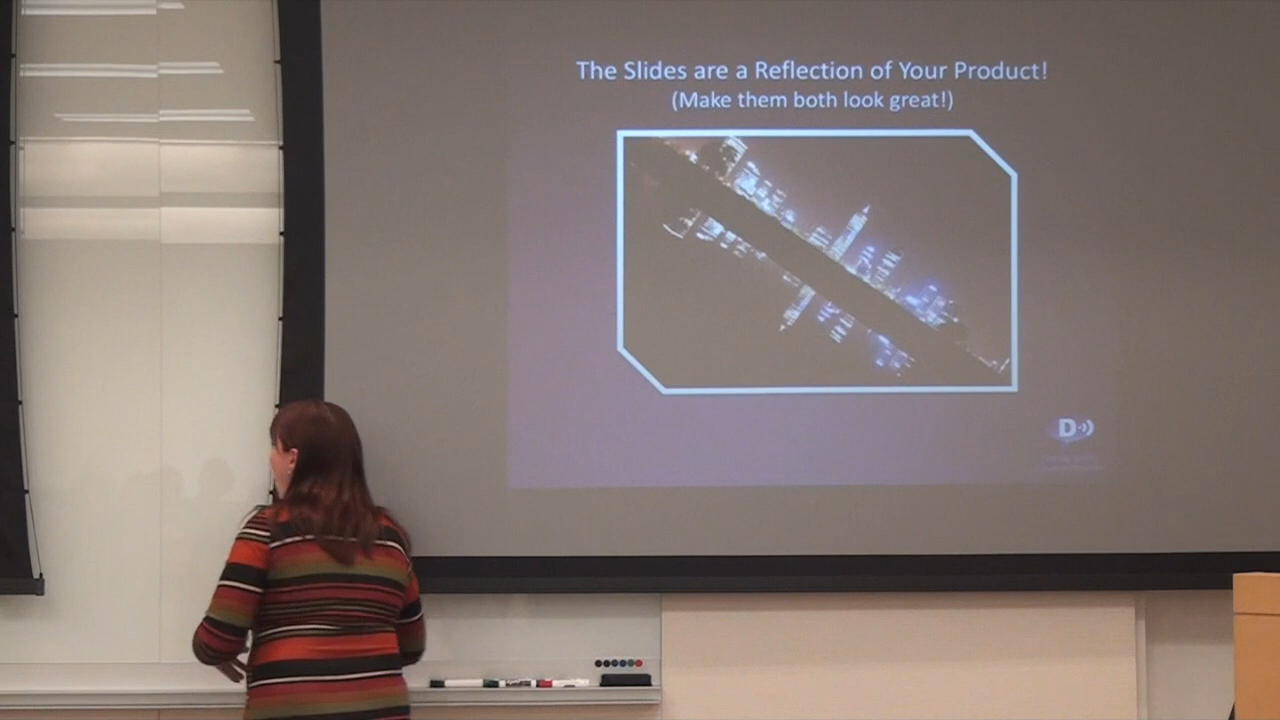 The Slides are a Reflection of Your Product!
(Make them both look great!)
D